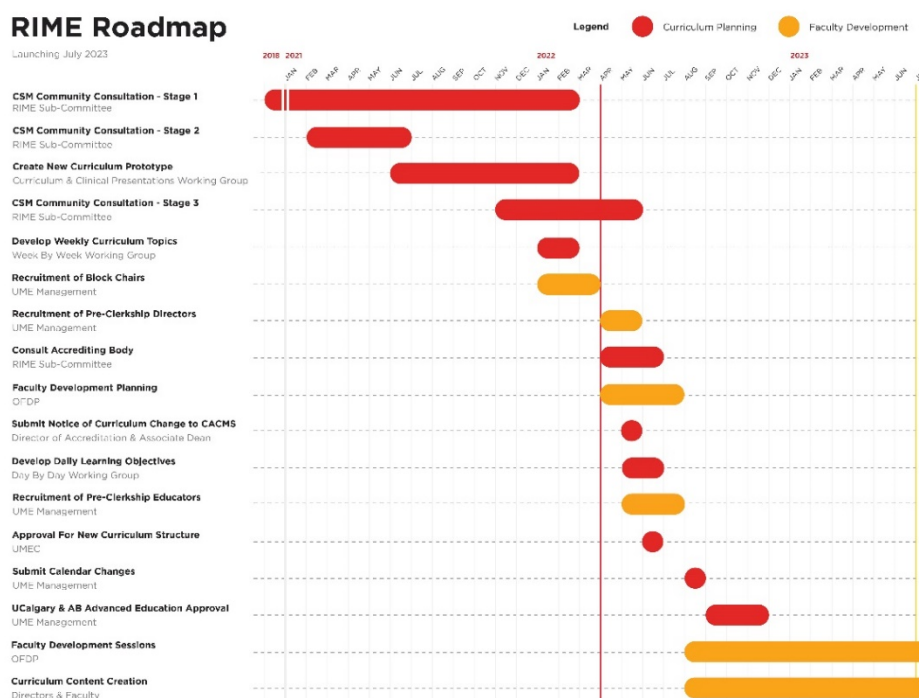 RIME Roadmap
Launching July 2023
Legend Curriculum Planning Faculty Development
2018 2021 2022 2023
JAN FEB MAR APR MAY JUN JUL AUG SEP OCT NOV DEC JAN FEB MAR APR MAY JUN JUL AUG SEP OCT NOV DEC JAN FEB MAR APR MAY JUN
CSM Community Consultation - Stage 1
RIME Sub-Committee
CSM Community Consultation - Stage 2
RIME Sub-Committee
Create New Curriculum Prototype
Curriculum & Clinical Presentations Working Group
CSM Community Consultation - Stage 3
RIME Sub-Committee
Develop Weekly Curriculum Topics
Week By Week Working Group
Recruitment of Block Chairs
UME Management
Recruitment of Pre-Clerkship Directors
UME Management
Consult Accrediting Body
RIME Sub-Committee
Faculty Development Planning
OFDP
Submit Notice of Curriculum Change to CACMS
Director of Accreditation & Associate Dean
Develop Daily Learning Objectives
Day By Day Working Group
Recruitment of Pre-Clerkship Educators
UME Management
Approval For New Curriculum Structure
UMEC
Submit Calendar Changes
UME Management
UCalgary & AB Advanced Education Approval
UME Management
Faculty Development Sessions
OFDP
Curriculum Content Creation
Directors & Faculty